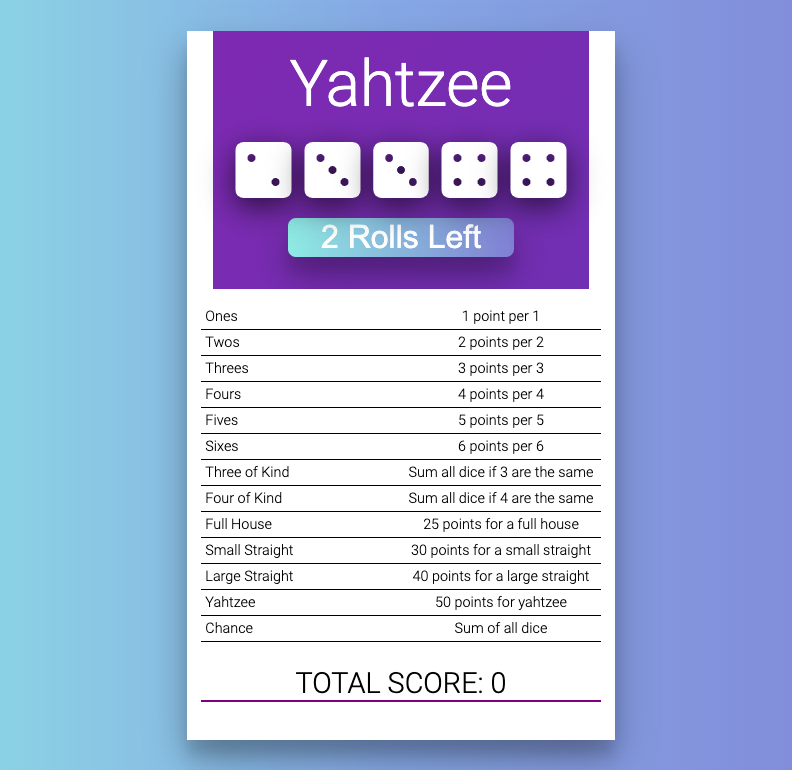 Yahtzee
2 Rolls Left
Ones 1 point per 1
Twos 2 points per 2
Threes 3 points per 3
Fours 4 points per 4
Fives 5 points per 5
Sixes 6 points per 6
Three of Kind Sum all dice if 3 are the same
Four of Kind Sum all dice if 4 are the same
Full House 25 points for a full house
Small Straight 30 points for a small straight
Large Straight 40 points for a large straight
Yahtzee 50 points for yahtzee
Chance Sum of all dice
TOTAL SCORE: 0